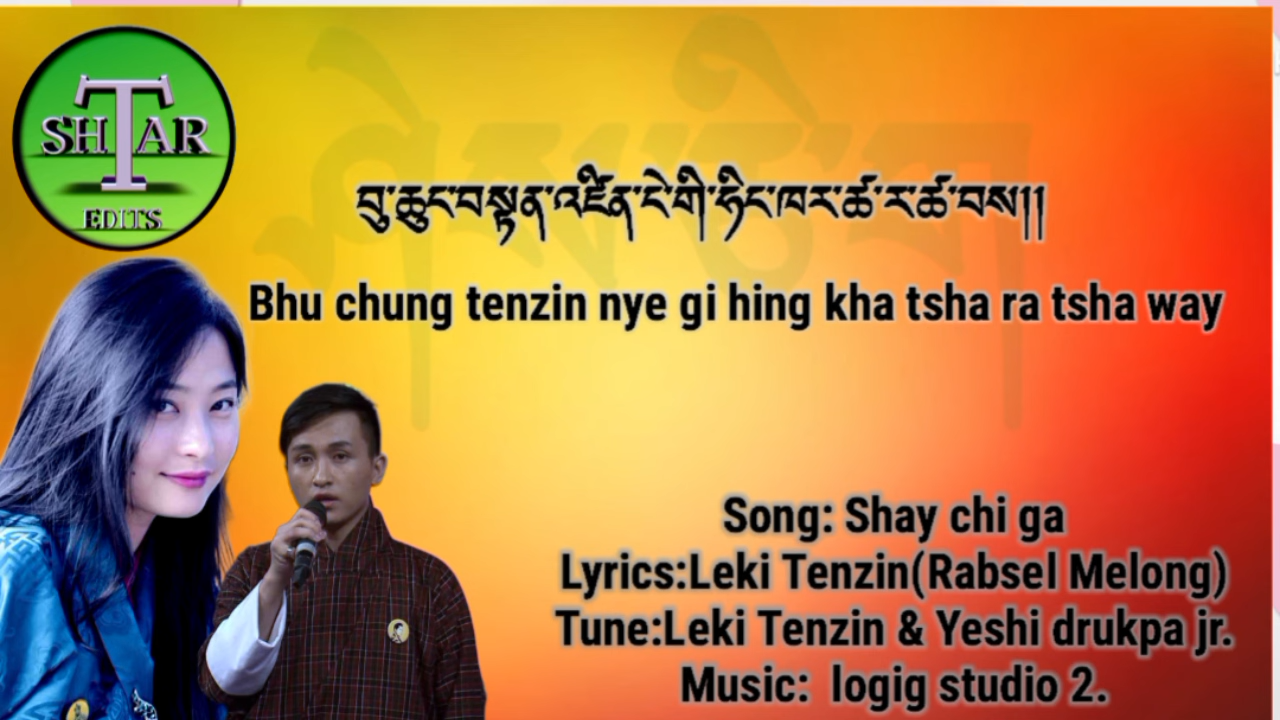 SHTAR
EDITS
བུ་ཆུང་བསྟན་འཛིན་ངེ་གི་ཧིང་ཁར་ཚ་ར་ཚ་བས།།
Bhu chung tenzin nye gi hing kha tsha ra tsha way
Song: Shay chi ga
Lyrics:Leki Tenzin(Rabsel Melong)
Tune:Leki Tenzin & Yeshi drukpa jr.
Music: logig studio 2.